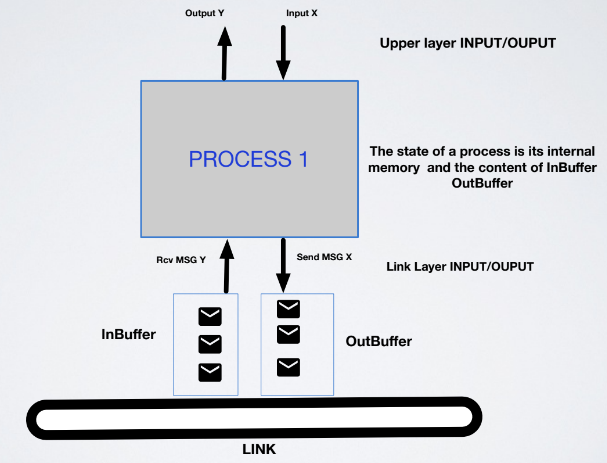 Output Y
Input X
Upper layer INPUT/OUPUT
PROCESS 1
The state of a process is its internal
memory and the content of InBuffer
OutBuffer
Rcv MSG Y
Send MSG X
Link Layer INPUT/OUPUT
InBuffer
OutBuffer
LINK